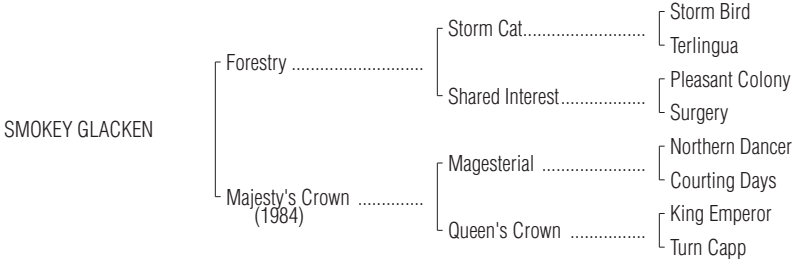 Storm Bird
Storm Cat..........................
Terlingua
Forestry ............................
Pleasant Colony
Shared Interest..................
Surgery
SMOKEY GLACKEN
Northern Dancer
Magesterial ......................
Courting Days
Majesty's Crown ..............
(1984)
King Emperor
Queen's Crown ................
Turn Capp